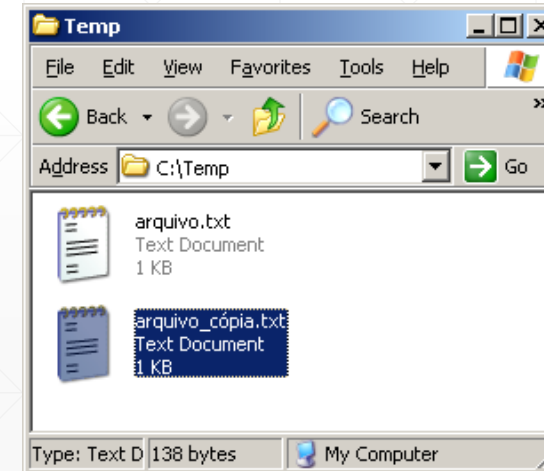 Temp
File Edit View Favorites Tools Help
Back Search »
Address C:\Temp Go
arquivo.txt
Text Document
1 KB
arquivo_cópia.txt
Text Document
1 KB
Type: Text D 138 bytes My Computer